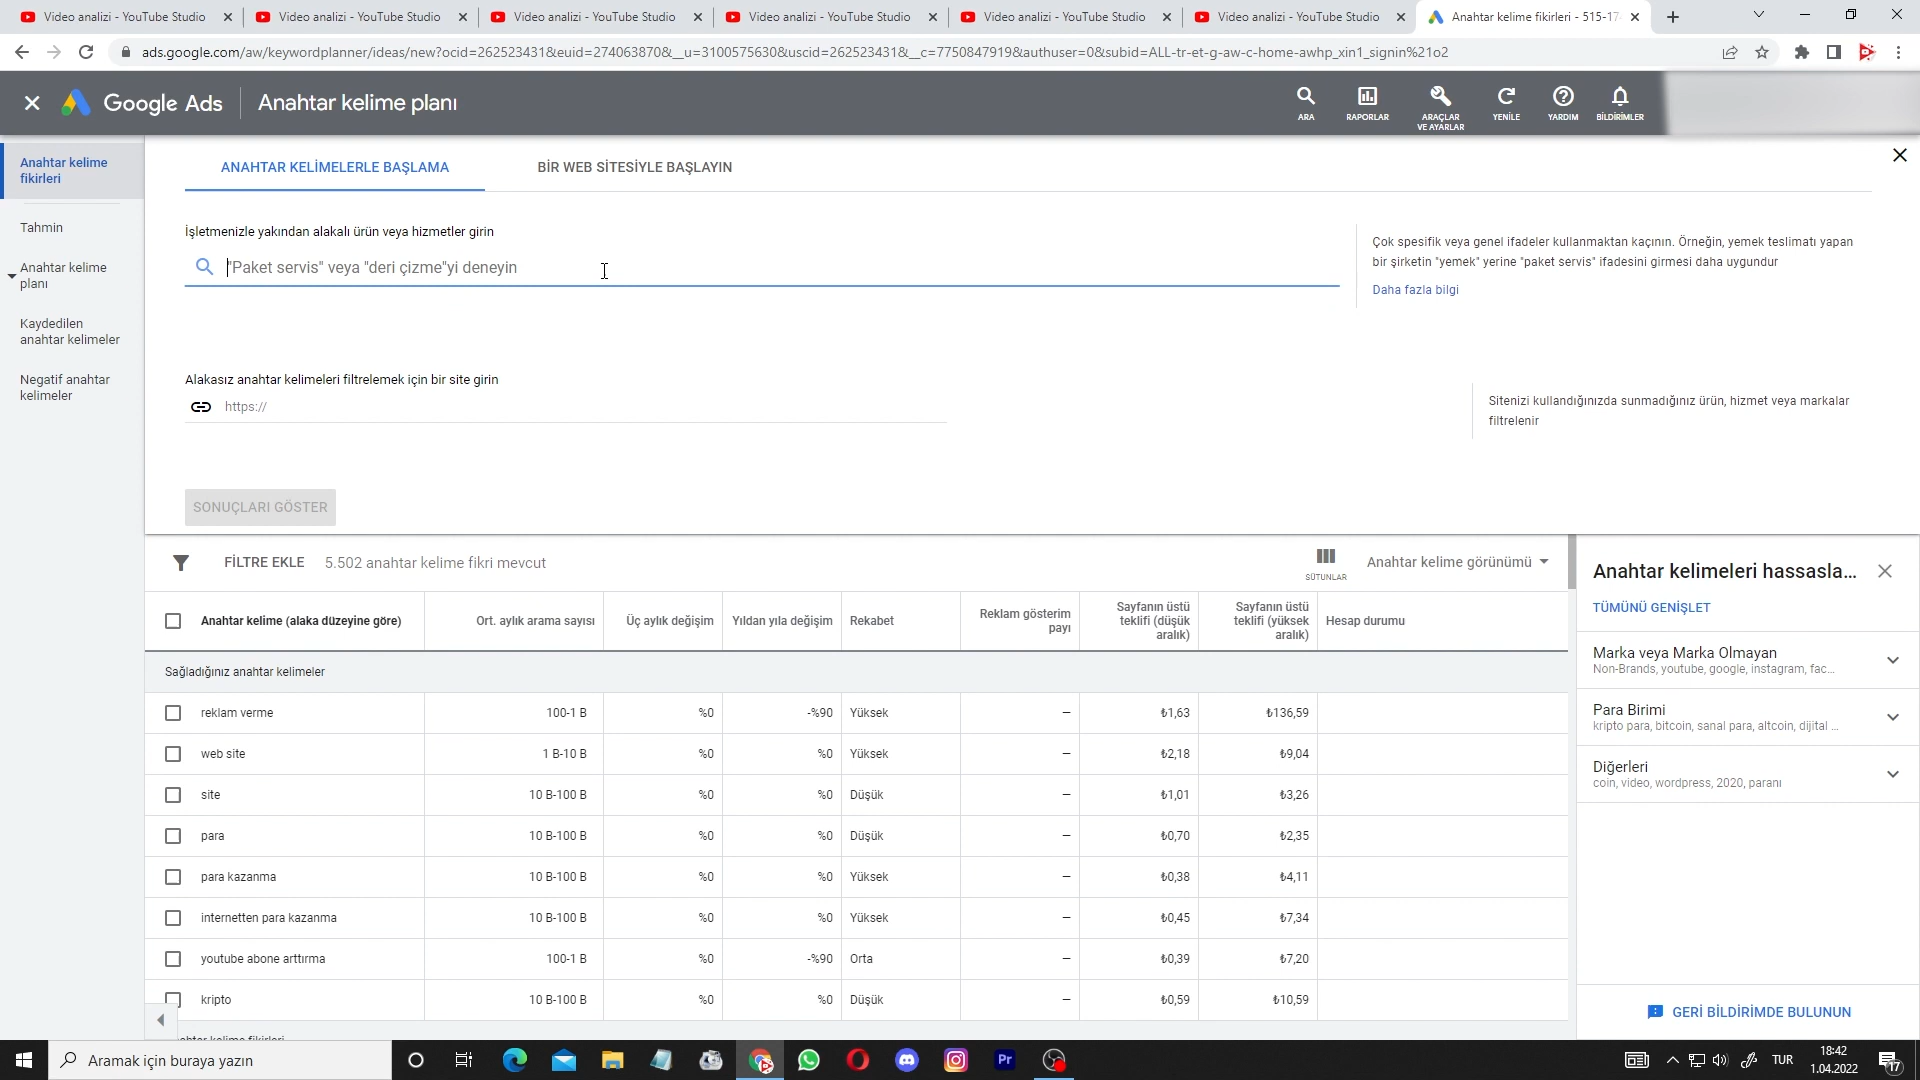 Video analizi - YouTube Studio
Video analizi - YouTube Studio
Video analizi - YouTube Studio
Video analizi - YouTube Studio
Video analizi - YouTube Studio
Video analizi - YouTube Studio
Anahtar kelime fikirleri - 515-17
ads.google.com/aw/keywordplanner/ideas/new?ocid=262523431&euid=274063870&__u=3100575630&uscid=262523431&__c=7750847919&authuser=0&subid=ALL-tr-et-g-aw-c-home-awhp_xin1_signin%21o2
Google Ads
Anahtar kelime planı
ARA
RAPORLAR
ARAÇLAR
VE AYARLAR
YENİLE
YARDIM
BİLDİRİMLER
Anahtar kelime
fikirleri
Tahmin
Anahtar kelime
planı
Kaydedilen
anahtar kelimeler
Negatif anahtar
kelimeler
ANAHTAR KELİMELERLE BAŞLAMA
BİR WEB SİTESİYLE BAŞLAYIN
İşletmenizle yakından alakalı ürün veya hizmetler girin
"Paket servis" veya "deri çizme"yi deneyin
Çok spesifik veya genel ifadeler kullanmaktan kaçının. Örneğin, yemek teslimatı yapan
bir şirketin "yemek" yerine "paket servis" ifadesini girmesi daha uygundur
Daha fazla bilgi
Alakasız anahtar kelimeleri filtrelemek için bir site girin
https://
Sitenizi kullandığınızda sunmadığınız ürün, hizmet veya markalar
filtrelenir
SONUÇLARI GÖSTER
FİLTRE EKLE
5.502 anahtar kelime fikri mevcut
SÜTUNLAR
Anahtar kelime görünümü
Anahtar kelime (alaka düzeyine göre)
Ort. aylık arama sayısı
Üç aylık değişim
Yıldan yıla değişim
Rekabet
Reklam gösterim
payı
Sayfanın üstü
teklifi (düşük
aralık)
Sayfanın üstü
teklifi (yüksek
aralık)
Hesap durumu
Sağladığınız anahtar kelimeler
reklam verme 100-1 B %0 -%90 Yüksek — ₺1,63 ₺136,59
web site 1 B-10 B %0 %0 Yüksek — ₺2,18 ₺9,04
site 10 B-100 B %0 %0 Düşük — ₺1,01 ₺3,26
para 10 B-100 B %0 %0 Düşük — ₺0,70 ₺2,35
para kazanma 10 B-100 B %0 %0 Yüksek — ₺0,38 ₺4,11
internetten para kazanma 10 B-100 B %0 %0 Yüksek — ₺0,45 ₺7,34
youtube abone arttırma 100-1 B %0 -%90 Orta — ₺0,39 ₺7,20
kripto 10 B-100 B %0 %0 Düşük — ₺0,59 ₺10,59
Anahtar kelimeleri hassasla...
TÜMÜNÜ GENİŞLET
Marka veya Marka Olmayan
Non-Brands, youtube, google, instagram, fac...
Para Birimi
kripto para, bitcoin, sanal para, altcoin, dijital ...
Diğerleri
coin, video, wordpress, 2020, paranı
GERİ BİLDİRİMDE BULUNUN
Aramak için buraya yazın
Pr
TUR
18:42
1.04.2022
17